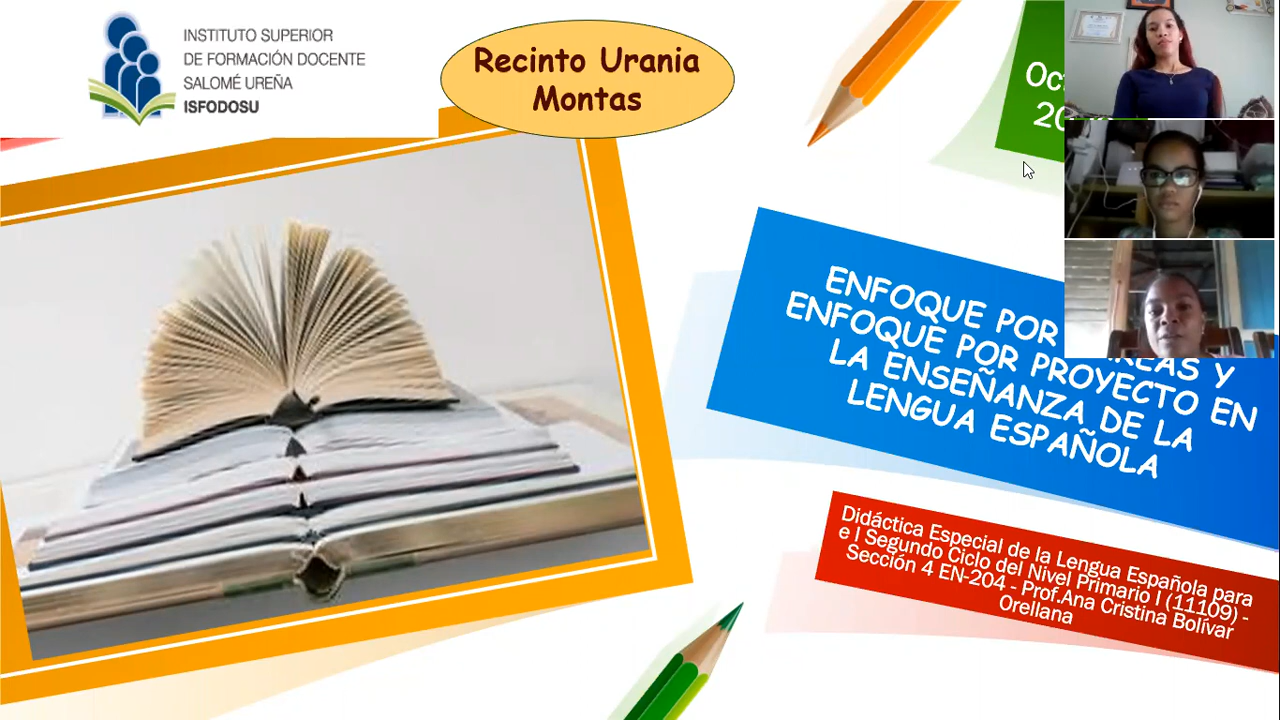 INSTITUTO SUPERIOR
DE FORMACIÓN DOCENTE
SALOMÉ UREÑA
ISFODOSU
Recinto Urania
Montas
ENFOQUE POR
ENFOQUE POR PROYECTO EN
LA ENSEÑANZA DE LA
LENGUA ESPAÑOLA
Didáctica Especial de la Lengua Española para
e l Segundo Ciclo del Nivel Primario I (11109) -
Sección 4 EN-204 - Prof.Ana Cristina Bolívar
Orellana